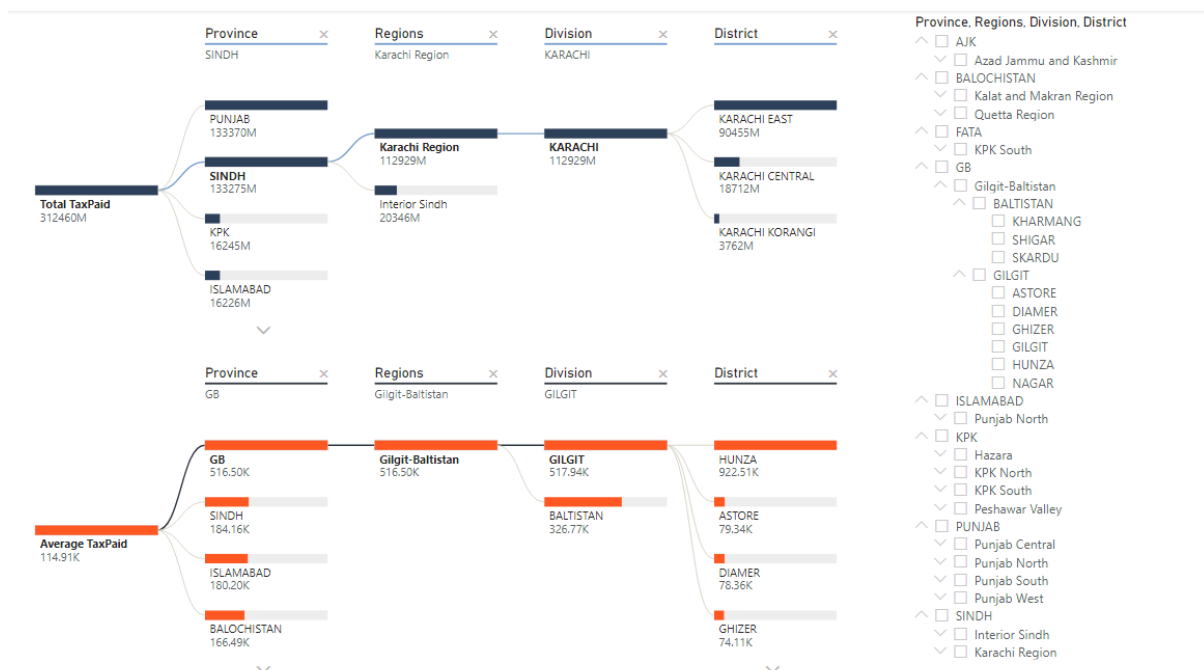 Province ×
SINDH
Regions ×
Karachi Region
Division ×
KARACHI
District ×
Total TaxPaid
312460M
PUNJAB
133370M
SINDH
133275M
KPK
16245M
ISLAMABAD
16226M
Karachi Region
112929M
Interior Sindh
20346M
KARACHI
112929M
KARACHI EAST
90455M
KARACHI CENTRAL
18712M
KARACHI KORANGI
3762M
Province ×
GB
Regions ×
Gilgit-Baltistan
Division ×
GILGIT
District ×
Average TaxPaid
114.91K
GB
516.50K
SINDH
184.16K
ISLAMABAD
180.20K
BALOCHISTAN
166.49K
Gilgit-Baltistan
516.50K
GILGIT
517.94K
BALTISTAN
326.77K
HUNZA
922.51K
ASTORE
79.34K
DIAMER
78.36K
GHIZER
74.11K
Province, Regions, Division, District
AJK
Azad Jammu and Kashmir
BALOCHISTAN
Kalat and Makran Region
Quetta Region
FATA
KPK South
GB
Gilgit-Baltistan
BALTISTAN
KHARMANG
SHIGAR
SKARDU
GILGIT
ASTORE
DIAMER
GHIZER
GILGIT
HUNZA
NAGAR
ISLAMABAD
Punjab North
KPK
Hazara
KPK North
KPK South
Peshawar Valley
PUNJAB
Punjab Central
Punjab North
Punjab South
Punjab West
SINDH
Interior Sindh
Karachi Region